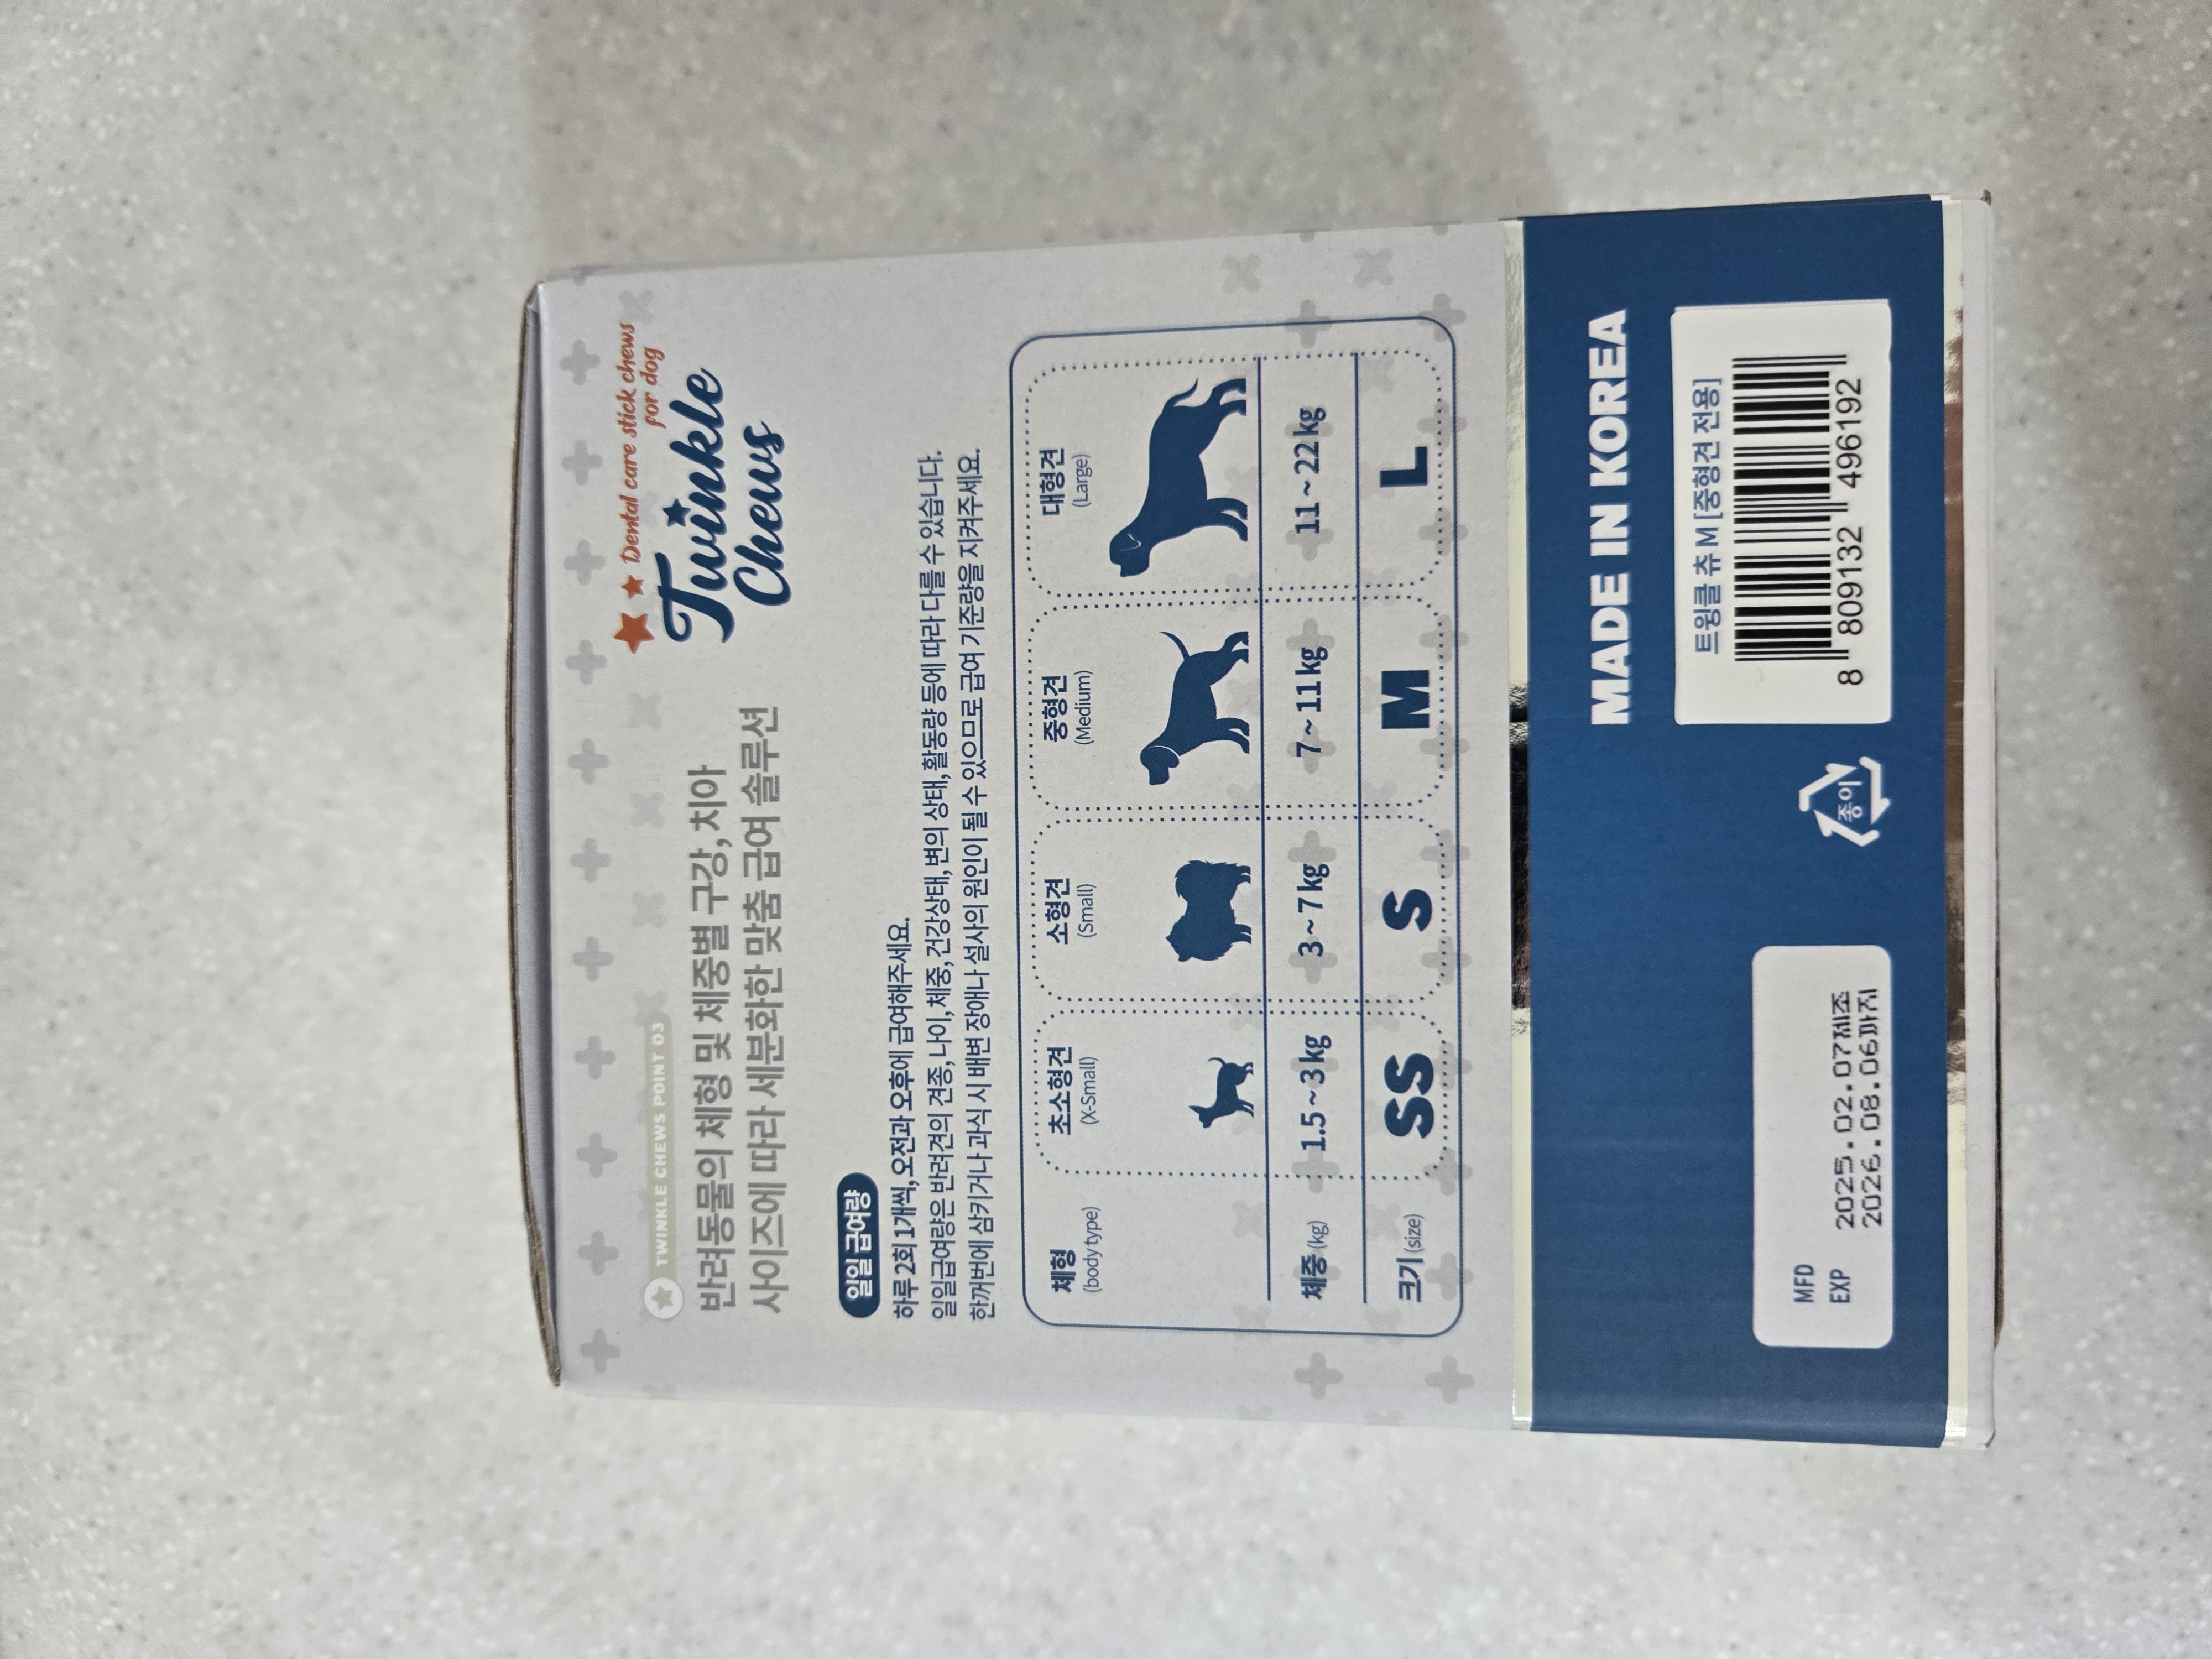 Dental care stick chews
for dog
Twinkle
Chews
TWINKLE CHEWS POINT 03
반려동물의 체형 및 체중별 구강, 치아
사이즈에 따라 세분화한 맞춤 급여 솔루션
일일 급여량
하루 2회 1개씩, 오전과 오후에 급여해주세요.
일일급여량은 반려견의 견종, 나이, 체중, 건강상태, 변의 상태, 활동량 등에 따라 다를 수 있습니다.
한꺼번에 삼키거나 과식 시 배변 장애나 설사의 원인이 될 수 있으므로 급여 기준량을 지켜주세요.
체형 초소형견 소형견 중형견 대형견
(body type) (X-Small) (Small) (Medium) (Large)
체중 (kg) 1.5 ~ 3 kg 3 ~ 7 kg 7 ~ 11 kg 11 ~ 22 kg
크기 (size) SS S M L
MADE IN KOREA
트윙클 츄 M [중형견 전용]
8 809132 496192
종이
MFD 2025.02.07제조
EXP 2026.08.06까지